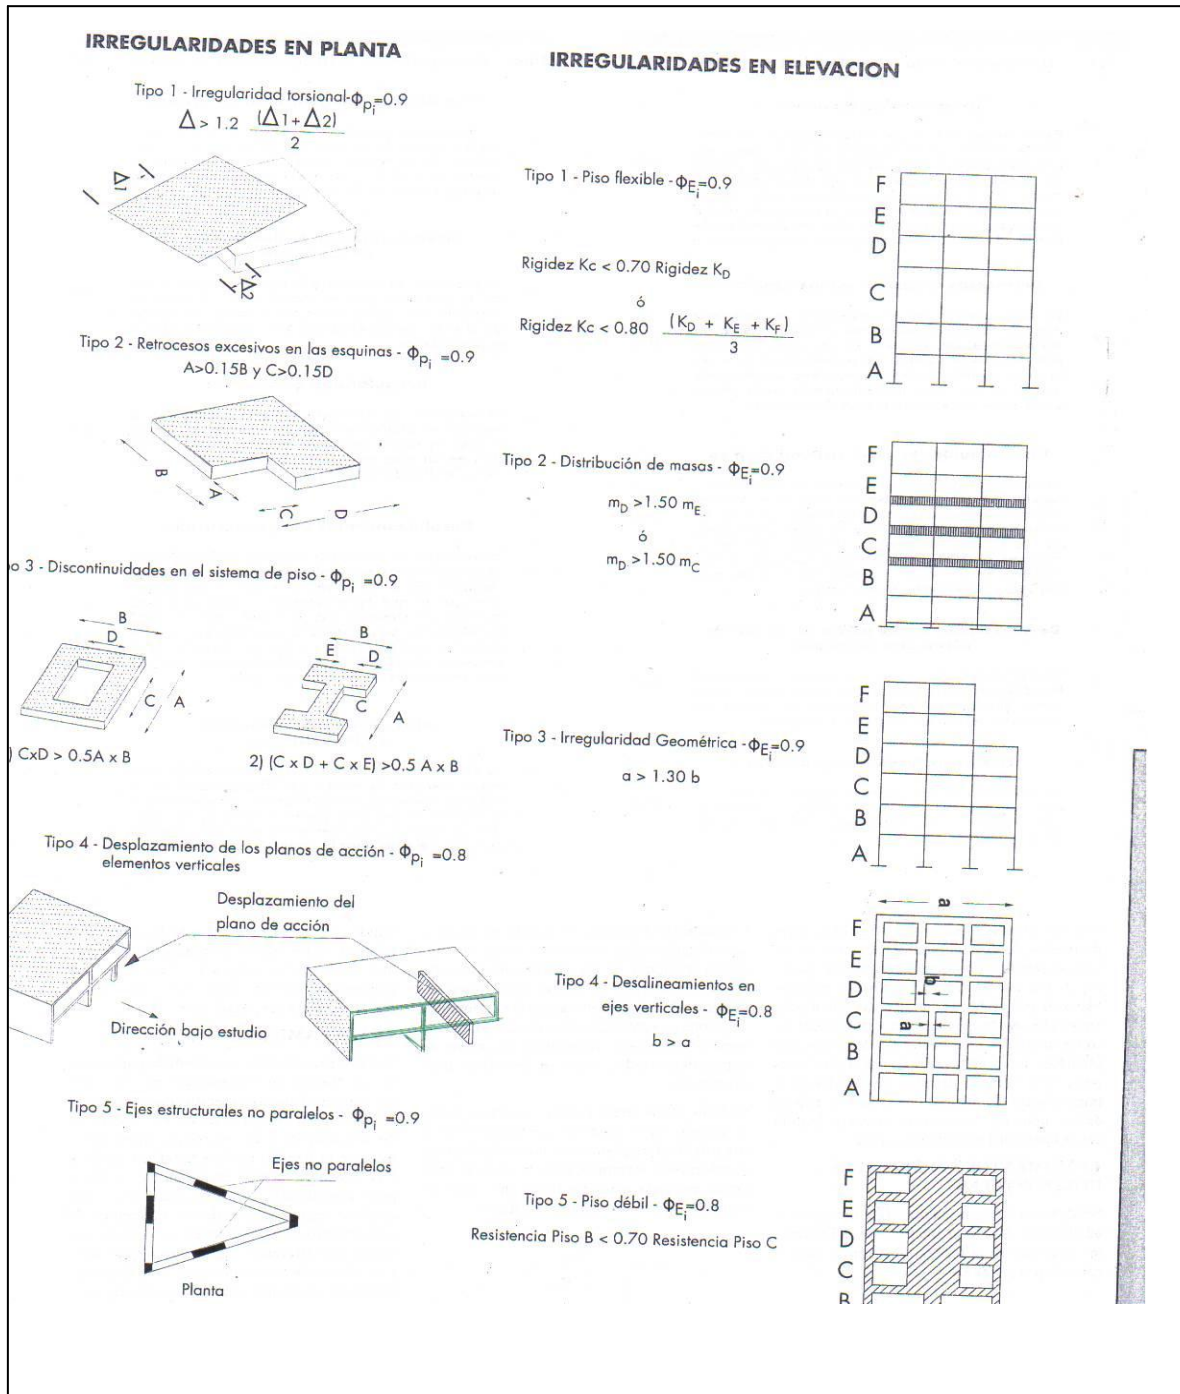 IRREGULARIDADES EN PLANTA
Tipo 1 - Irregularidad torsional-Φpi=0.9
Δ > 1.2 (Δ1+Δ2)
2
Δ1
Δ2
Tipo 2 - Retrocesos excesivos en las esquinas - Φpi =0.9
A>0.15B y C>0.15D
B
A
C
D
po 3 - Discontinuidades en el sistema de piso - Φpi =0.9
B
D
C
A
) CxD > 0.5A x B
B
E
D
C
A
2) (C x D + C x E) >0.5 A x B
Tipo 4 - Desplazamiento de los planos de acción - Φpi =0.8
elementos verticales
Desplazamiento del
plano de acción
Dirección bajo estudio
Tipo 5 - Ejes estructurales no paralelos - Φpi =0.9
Ejes no paralelos
Planta
IRREGULARIDADES EN ELEVACION
Tipo 1 - Piso flexible -ΦEi=0.9
Rigidez Kc < 0.70 Rigidez KD
ó
Rigidez Kc < 0.80 (KD + KE + KF)
3
F
E
D
C
B
A
Tipo 2 - Distribución de masas - ΦEi=0.9
mD >1.50 mE
ó
mD >1.50 mC
F
E
D
C
B
A
Tipo 3 - Irregularidad Geométrica -ΦEi=0.9
a > 1.30 b
F
E
D
C
B
A
Tipo 4 - Desalineamientos en
ejes verticales - ΦEi=0.8
b > a
a
F
E
D
b
C
a
B
A
Tipo 5 - Piso débil - ΦEi=0.8
Resistencia Piso B < 0.70 Resistencia Piso C
F
E
D
C
B